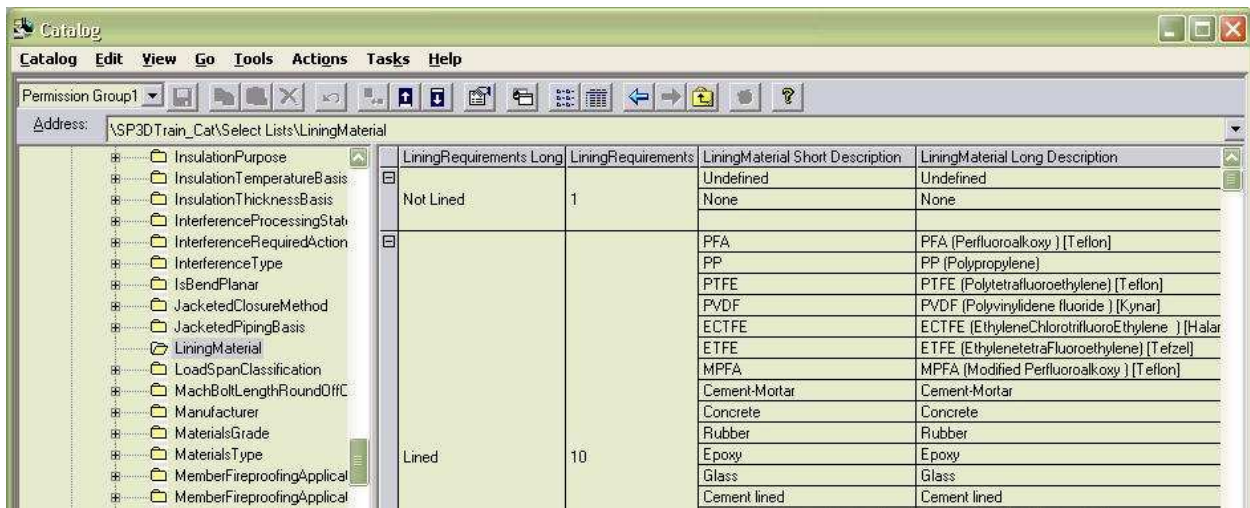 Catalog
Catalog Edit View Go Tools Actions Tasks Help
Permission Group1
Address: \SP3DTrain_Cat\Select Lists\LiningMaterial
InsulationPurpose
InsulationTemperatureBasis
InsulationThicknessBasis
InterferenceProcessingStat
InterferenceRequiredAction
InterferenceType
IsBendPlanar
JacketedClosureMethod
JacketedPipingBasis
LiningMaterial
LoadSpanClassification
MachBoltLengthRoundOff
Manufacturer
MaterialsGrade
MaterialsType
MemberFireproofingApplicat
MemberFireproofingApplicat
LiningRequirements Long LiningRequirements LiningMaterial Short Description LiningMaterial Long Description
Undefined Undefined
Not Lined 1 None None
PFA PFA (Perfluoroalkoxy ) [Teflon]
PP PP (Polypropylene)
PTFE PTFE (Polytetrafluoroethylene) [Teflon]
PVDF PVDF (Polyvinylidene fluoride ) [Kynar]
ECTFE ECTFE (EthyleneChlorotrifluoroEthylene ) [Halar
ETFE ETFE (EthylenetetraFluoroethylene) [Tefzel]
MPFA MPFA (Modified Perfluoroalkoxy ) [Teflon]
Cement-Mortar Cement-Mortar
Concrete Concrete
Rubber Rubber
Lined 10 Epoxy Epoxy
Glass Glass
Cement lined Cement lined